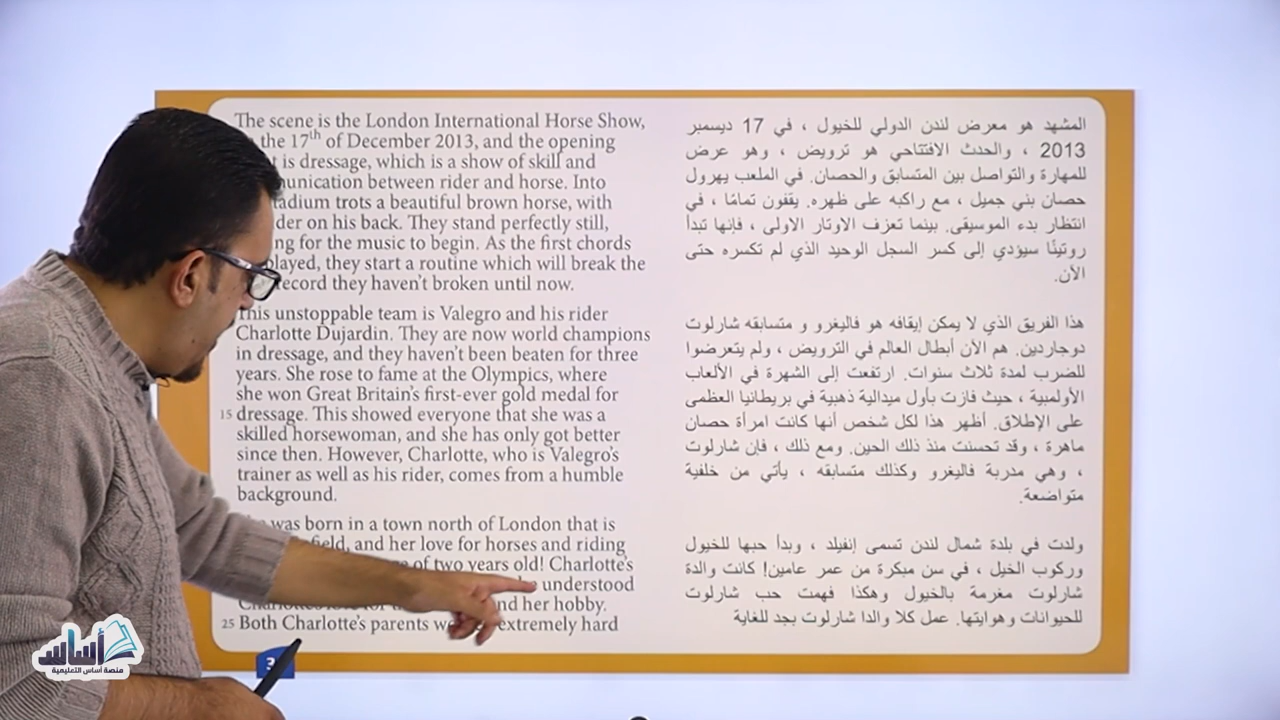 The scene is the London International Horse Show,
the 17th of December 2013, and the opening
is dressage, which is a show of skill and
between rider and horse. Into
trots a beautiful brown horse, with
on his back. They stand perfectly still,
for the music to begin. As the first chords
played, they start a routine which will break the
record they haven't broken until now.
This unstoppable team is Valegro and his rider
Charlotte Dujardin. They are now world champions
in dressage, and they haven't been beaten for three
years. She rose to fame at the Olympics, where
she won Great Britain's first-ever gold medal for
15 dressage. This showed everyone that she was a
skilled horsewoman, and she has only got better
since then. However, Charlotte, who is Valegro's
trainer as well as his rider, comes from a humble
background.
was born in a town north of London that is
and her love for horses and riding
of two years old! Charlotte's
understood
and her hobby.
25 Both Charlotte's parents extremely hard
المشهد هو معرض لندن الدولي للخيول ، في 17 ديسمبر
2013 ، والحدث الافتتاحي هو ترويض ، وهو عرض
للمهارة والتواصل بين المتسابق والحصان. في الملعب يهرول
حصان بني جميل ، مع راكبه على ظهره. يقفون تمامًا ، في
انتظار بدء الموسيقى. بينما تعزف الاوتار الاولى ، فإنها تبدأ
روتينًا سيؤدي إلى كسر السجل الوحيد الذي لم تكسره حتى
الآن.
هذا الفريق الذي لا يمكن إيقافه هو فاليغرو و متسابقه شارلوت
دوجاردين. هم الآن أبطال العالم في الترويض ، ولم يتعرضوا
للضرب لمدة ثلاث سنوات. ارتفعت إلى الشهرة في الألعاب
الأولمبية ، حيث فازت بأول ميدالية ذهبية في بريطانيا العظمى
على الإطلاق. أظهر هذا لكل شخص أنها كانت امرأة حصان
ماهرة ، وقد تحسنت منذ ذلك الحين. ومع ذلك ، فإن شارلوت
، وهي مدربة فاليغرو وكذلك متسابقه ، يأتي من خلفية
متواضعة.
ولدت في بلدة شمال لندن تسمى إنفيلد ، وبدأ حبها للخيول
وركوب الخيل ، في سن مبكرة من عمر عامين! كانت والدة
شارلوت مغرمة بالخيول وهكذا فهمت حب شارلوت
للحيوانات وهوايتها. عمل كلا والدا شارلوت بجد للغاية
أساس
منصة أساس التعليمية